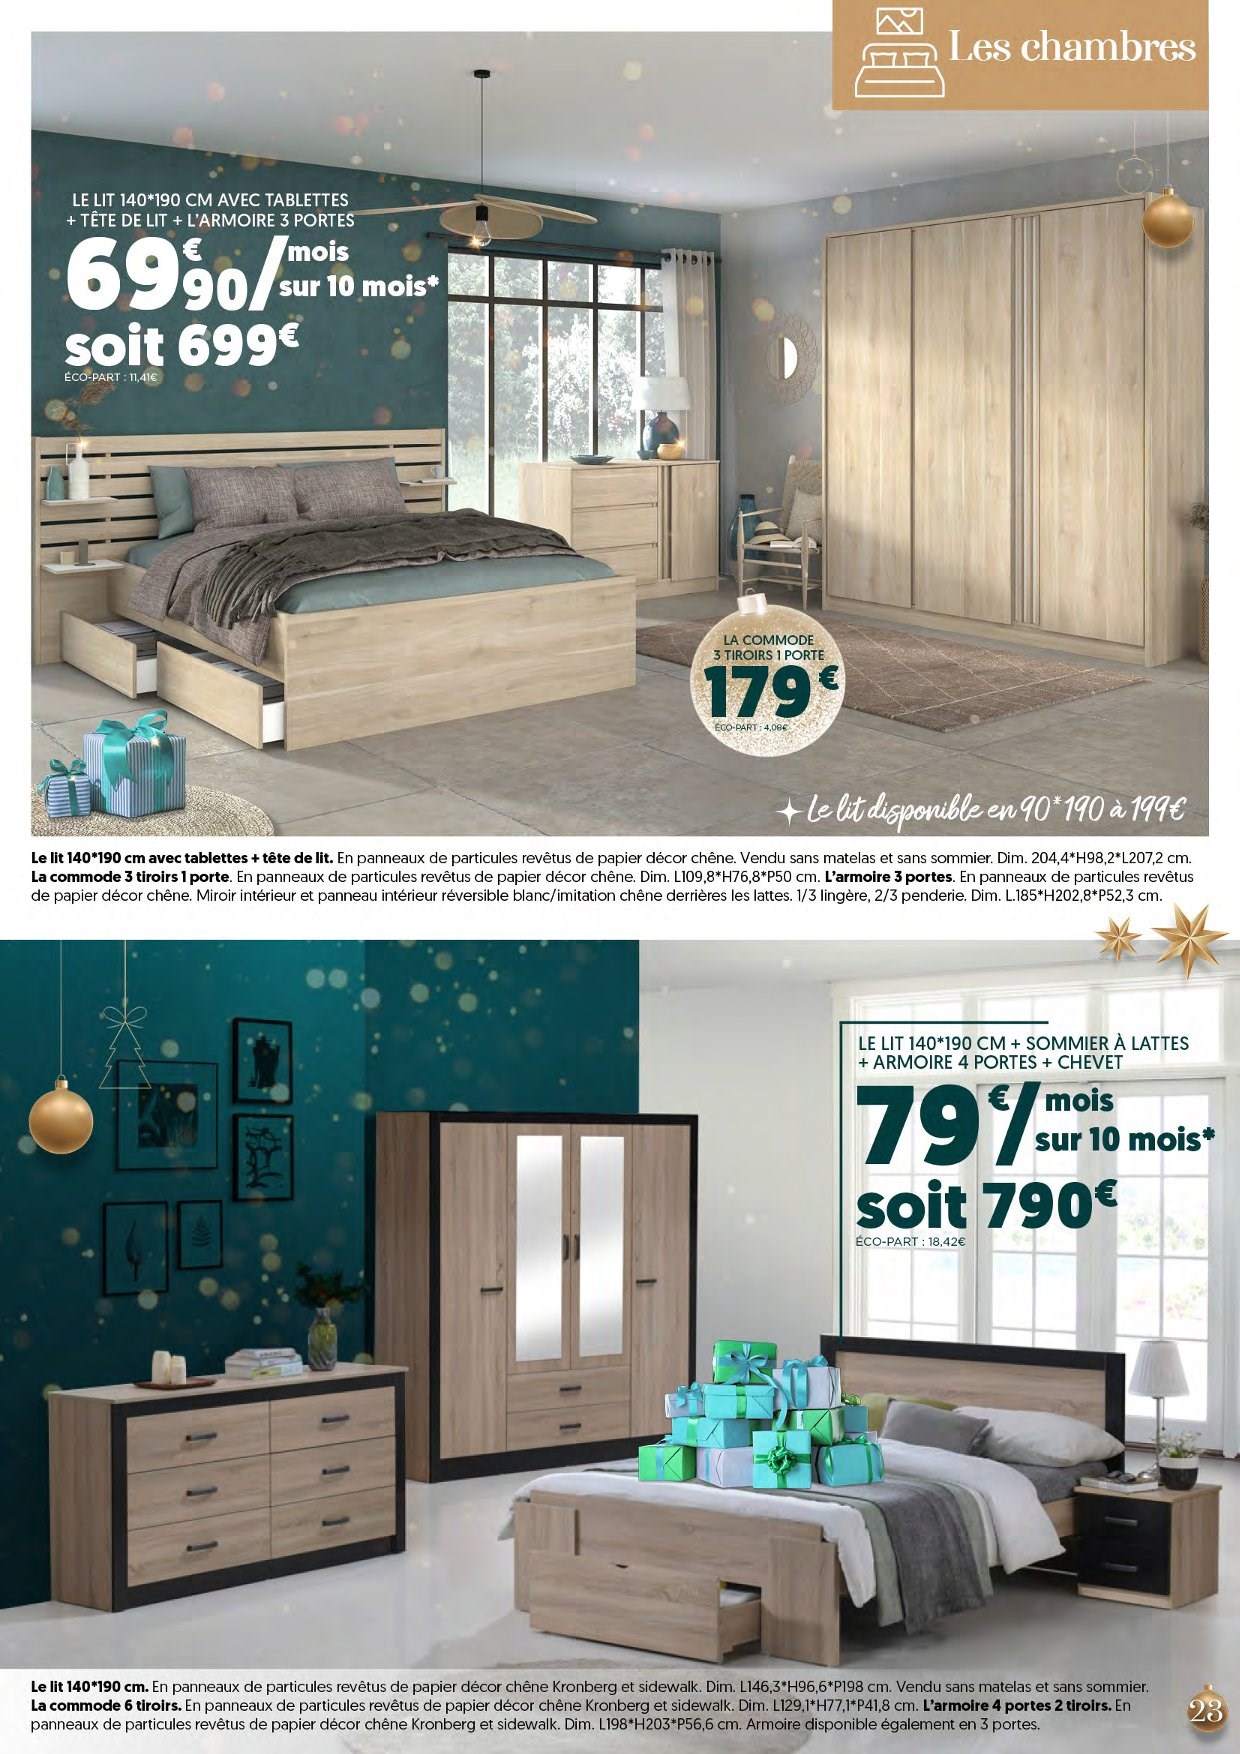 Les chambres
LE LIT 140*190 CM AVEC TABLETTES
+ TÊTE DE LIT + L'ARMOIRE 3 PORTES
69€90/mois
sur 10 mois*
soit 699€
ÉCO-PART : 11,41€
LA COMMODE
3 TIROIRS 1 PORTE
179€
ÉCO-PART : 4,08€
Le lit disponible en 90*190 à 199€
Le lit 140*190 cm avec tablettes + tête de lit. En panneaux de particules revêtus de papier décor chêne. Vendu sans matelas et sans sommier. Dim. 204,4*H98,2*L207,2 cm.
La commode 3 tiroirs 1 porte. En panneaux de particules revêtus de papier décor chêne. Dim. L109,8*H76,8*P50 cm. L'armoire 3 portes. En panneaux de particules revêtus
de papier décor chêne. Miroir intérieur et panneau intérieur réversible blanc/imitation chêne derrières les lattes. 1/3 lingère, 2/3 penderie. Dim. L.185*H202,8*P52,3 cm.
LE LIT 140*190 CM + SOMMIER À LATTES
+ ARMOIRE 4 PORTES + CHEVET
79€/mois
sur 10 mois*
soit 790€
ÉCO-PART : 18,42€
Le lit 140*190 cm. En panneaux de particules revêtus de papier décor chêne Kronberg et sidewalk. Dim. L146,3*H96,6*P198 cm. Vendu sans matelas et sans sommier.
La commode 6 tiroirs. En panneaux de particules revêtus de papier décor chêne Kronberg et sidewalk. Dim. L129,1*H77,1*P41,8 cm. L'armoire 4 portes 2 tiroirs. En
panneaux de particules revêtus de papier décor chêne Kronberg et sidewalk. Dim. L198*H203*P56,6 cm. Armoire disponible également en 3 portes.
23